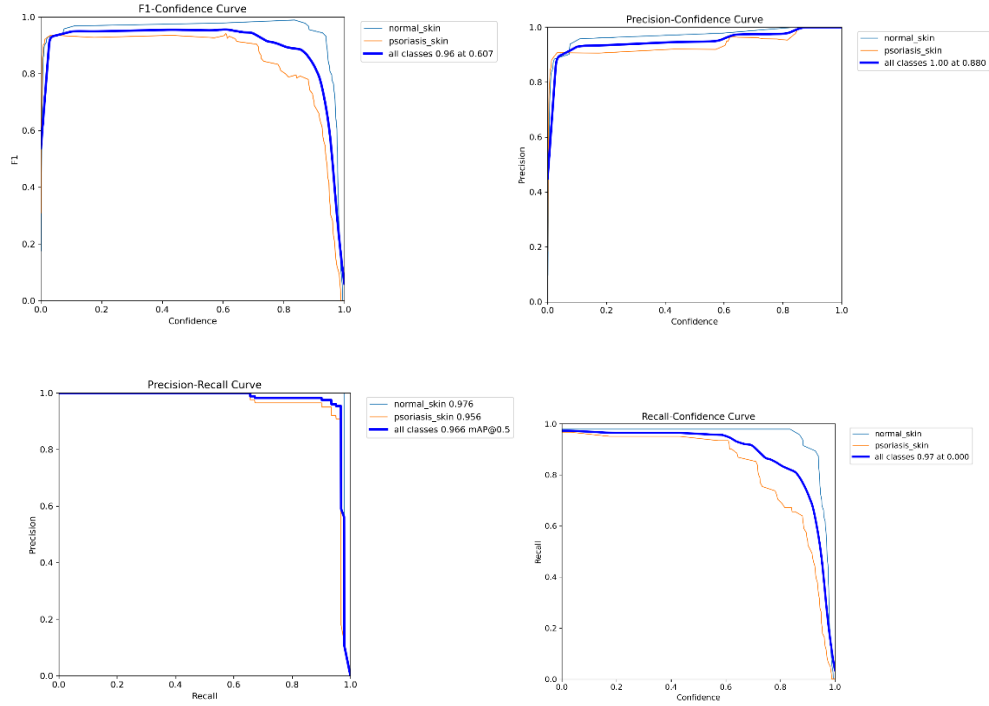 F1-Confidence Curve
1.0
0.8
0.6
0.4
0.2
0.0
F1
0.0 0.2 0.4 0.6 0.8 1.0
Confidence
normal_skin
psoriasis_skin
all classes 0.96 at 0.607
Precision-Confidence Curve
1.0
0.8
0.6
0.4
0.2
0.0
Precision
0.0 0.2 0.4 0.6 0.8 1.0
Confidence
normal_skin
psoriasis_skin
all classes 1.00 at 0.880
Precision-Recall Curve
1.0
0.8
0.6
0.4
0.2
0.0
Precision
0.0 0.2 0.4 0.6 0.8 1.0
Recall
normal_skin 0.976
psoriasis_skin 0.956
all classes 0.966 mAP@0.5
Recall-Confidence Curve
1.0
0.8
0.6
0.4
0.2
0.0
Recall
0.0 0.2 0.4 0.6 0.8 1.0
Confidence
normal_skin
psoriasis_skin
all classes 0.97 at 0.000